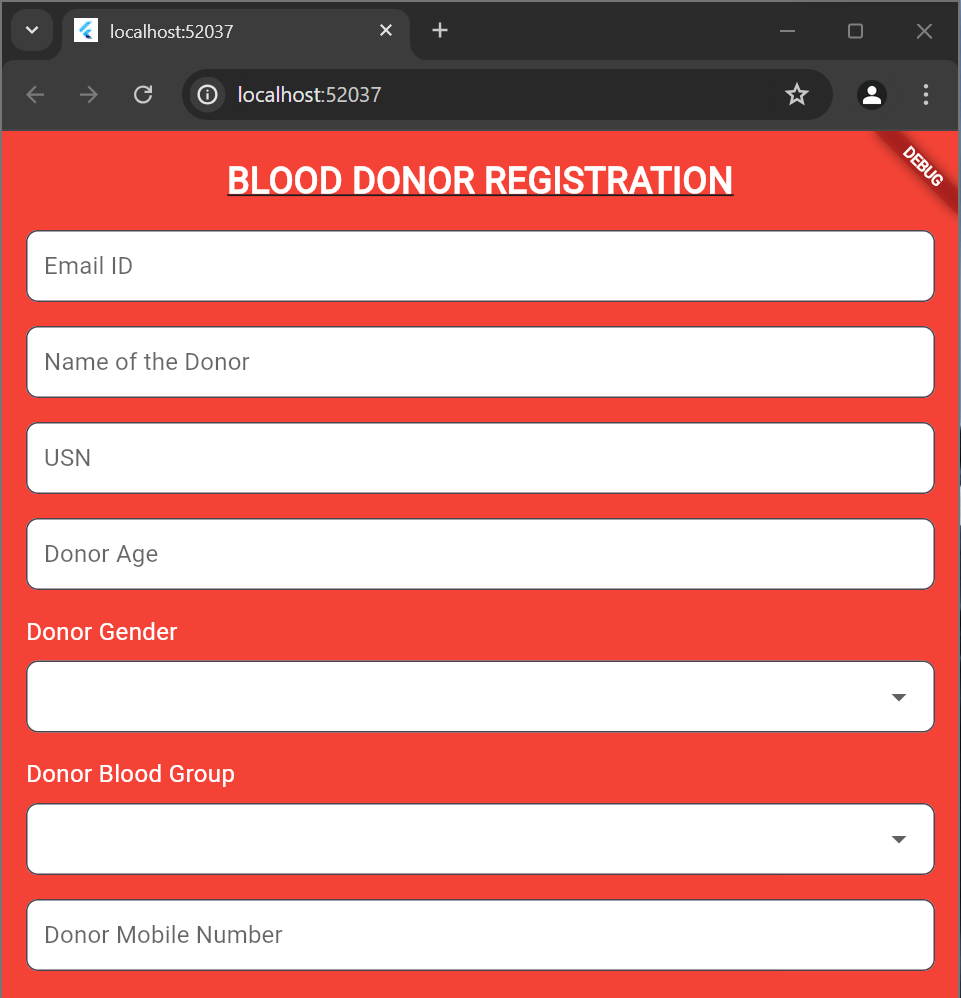 localhost:52037
localhost:52037
DEBUG
BLOOD DONOR REGISTRATION
Email ID
Name of the Donor
USN
Donor Age
Donor Gender
Donor Blood Group
Donor Mobile Number